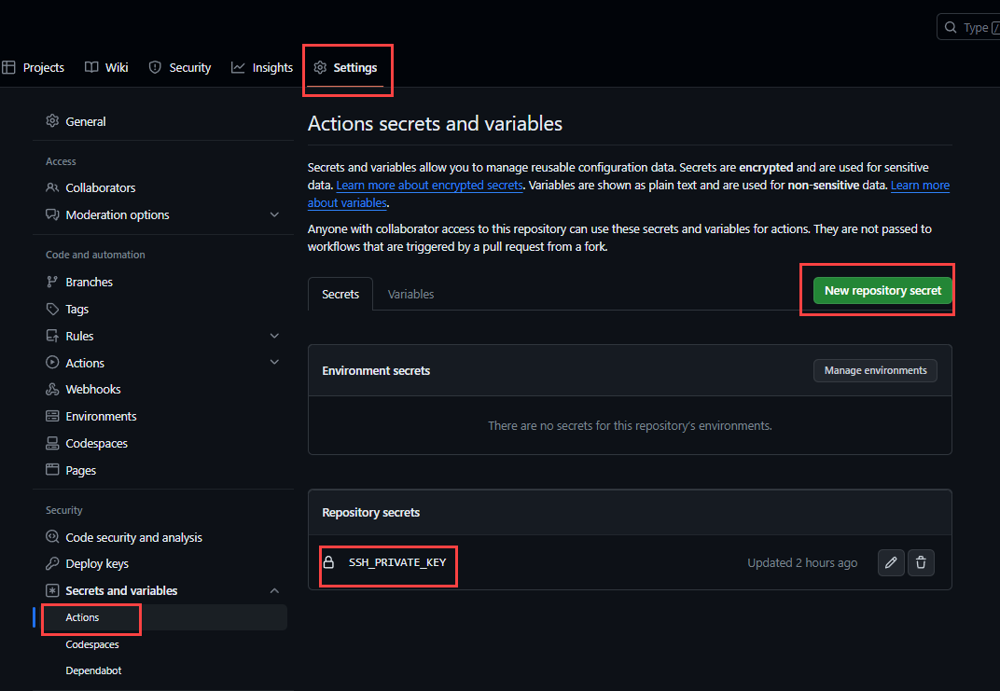 Type /
Projects
Wiki
Security
Insights
Settings
General
Access
Collaborators
Moderation options
Code and automation
Branches
Tags
Rules
Actions
Webhooks
Environments
Codespaces
Pages
Security
Code security and analysis
Deploy keys
Secrets and variables
Actions
Codespaces
Dependabot
Actions secrets and variables
Secrets and variables allow you to manage reusable configuration data. Secrets are encrypted and are used for sensitive
data. Learn more about encrypted secrets. Variables are shown as plain text and are used for non-sensitive data. Learn more
about variables.
Anyone with collaborator access to this repository can use these secrets and variables for actions. They are not passed to
workflows that are triggered by a pull request from a fork.
Secrets
Variables
New repository secret
Environment secrets
Manage environments
There are no secrets for this repository's environments.
Repository secrets
SSH_PRIVATE_KEY
Updated 2 hours ago